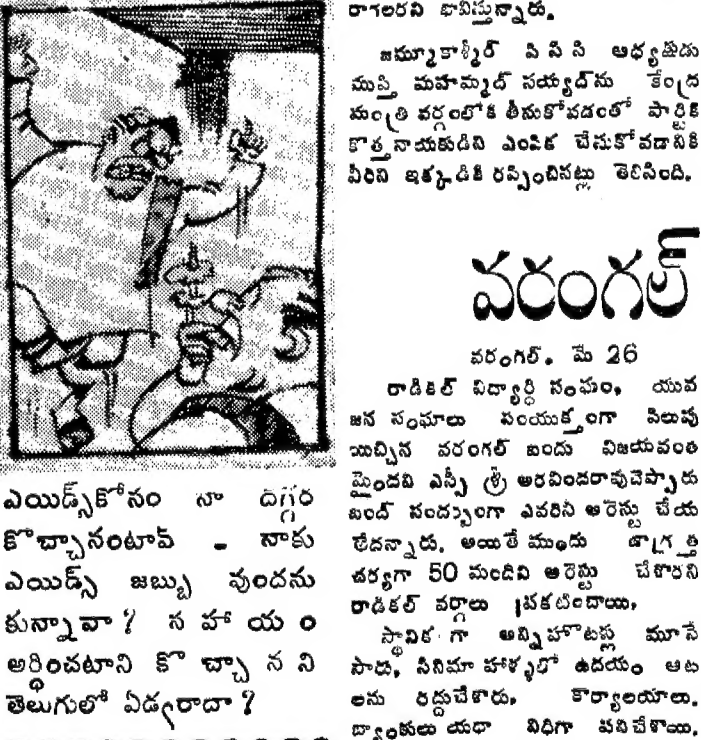 ఎయిడ్స్‌కోసం నా దగ్గర
కొచ్చానంటావ్ - నాకు
ఎయిడ్స్ జబ్బు వుందను
కున్నావా ? స హా యం
అర్థించటాని కొ చ్చా న ని
తెలుగులో ఏడ్వరాదా ?
రాగలరని భావిస్తున్నారు.
జమ్మూకాశ్మీర్ పి సి సి అధ్యక్షుడు
ముఫ్తి మహమ్మద్ సయ్యద్‌ను కేంద్ర
మంత్రి వర్గంలోకి తీసుకోవడంతో పార్టీకి
కొత్త నాయకుడిని ఎంపిక చేసుకోవడానికి
వీరిని ఇక్కడికి రప్పించినట్లు తెలిసింది.
వరంగల్
వరంగల్, మే 26
రాడికల్ విద్యార్థి సంఘం, యువ
జన సంఘాలు సంయుక్తంగా పిలుపు
యిచ్చిన వరంగల్ బందు విజయవంత
మైందని ఎస్పీ శ్రీ అరవిందరావుచెప్పారు
బంద్ సందర్భంగా ఎవరిని అరెస్టు చేయ
లేదన్నారు. అయితే ముందు జాగ్రత్త
చర్యగా 50 మందిని అరెస్టు చేశారని
రాడికల్ వర్గాలు ప్రకటించాయి.
స్థానిక గా అన్ని హొటళ్లు మూసే
సారు, సినిమా హాళ్ళలో ఉదయం ఆట
లను రద్దుచేశారు. కార్యాలయాలు,
బ్యాంకులు యధా విధిగా పనిచేశాయి.